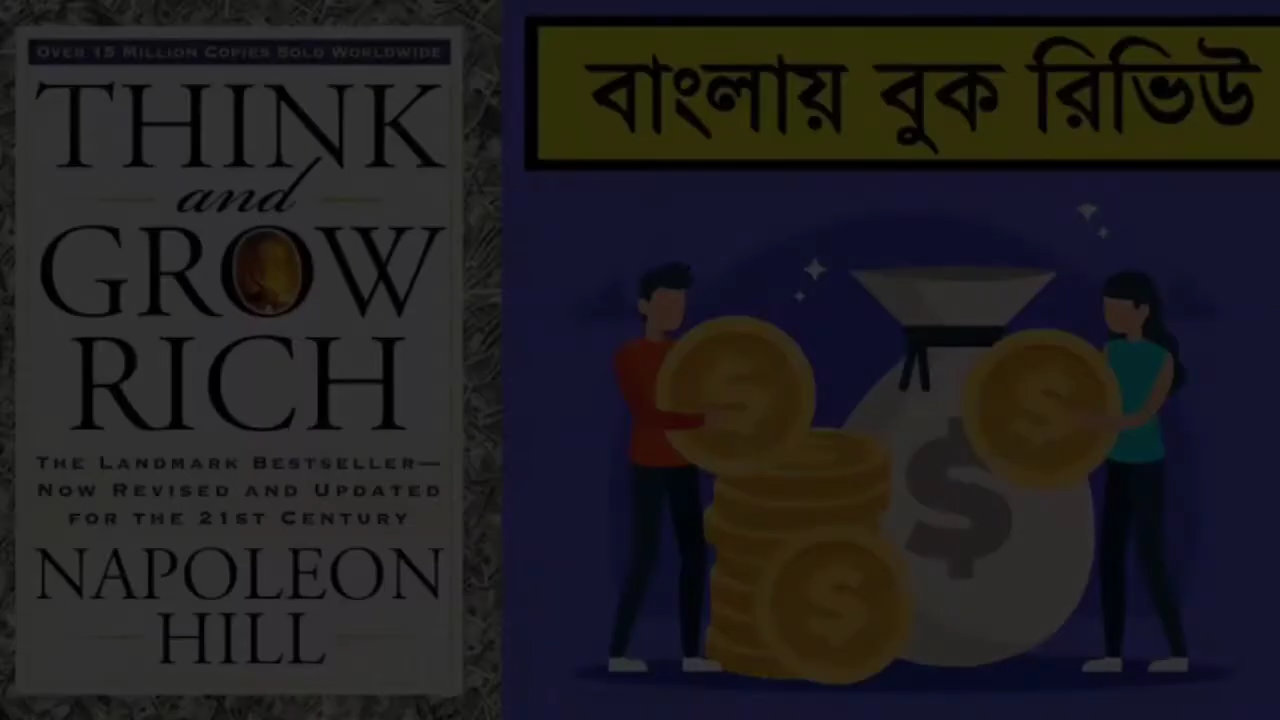 OVER 15 MILLION COPIES SOLD WORLDWIDE
THINK
and
GROW
RICH
THE LANDMARK BESTSELLER—
NOW REVISED AND UPDATED
FOR THE 21ST CENTURY
NAPOLEON
HILL
বাংলায় বুক রিভিউ
$
$
$
$